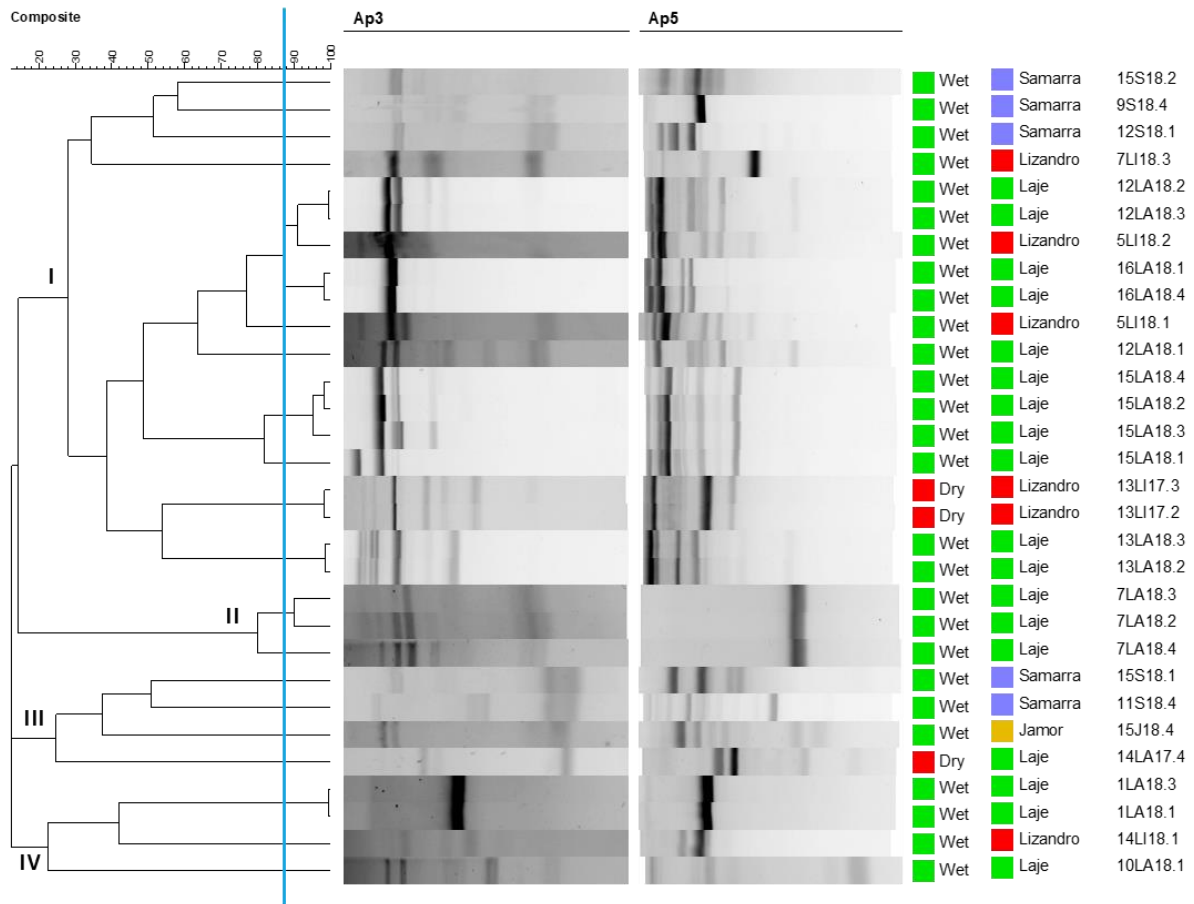 Composite Ap3 Ap5
20 30 40 50 60 70 80 90 100
Wet Samarra 15S18.2
Wet Samarra 9S18.4
Wet Samarra 12S18.1
Wet Lizandro 7LI18.3
Wet Laje 12LA18.2
Wet Laje 12LA18.3
Wet Lizandro 5LI18.2
I Wet Laje 16LA18.1
Wet Laje 16LA18.4
Wet Lizandro 5LI18.1
Wet Laje 12LA18.1
Wet Laje 15LA18.4
Wet Laje 15LA18.2
Wet Laje 15LA18.3
Wet Laje 15LA18.1
Dry Lizandro 13LI17.3
Dry Lizandro 13LI17.2
Wet Laje 13LA18.3
Wet Laje 13LA18.2
Wet Laje 7LA18.3
II Wet Laje 7LA18.2
Wet Laje 7LA18.4
Wet Samarra 15S18.1
Wet Samarra 11S18.4
III Wet Jamor 15J18.4
Dry Laje 14LA17.4
Wet Laje 1LA18.3
Wet Laje 1LA18.1
Wet Lizandro 14LI18.1
IV Wet Laje 10LA18.1